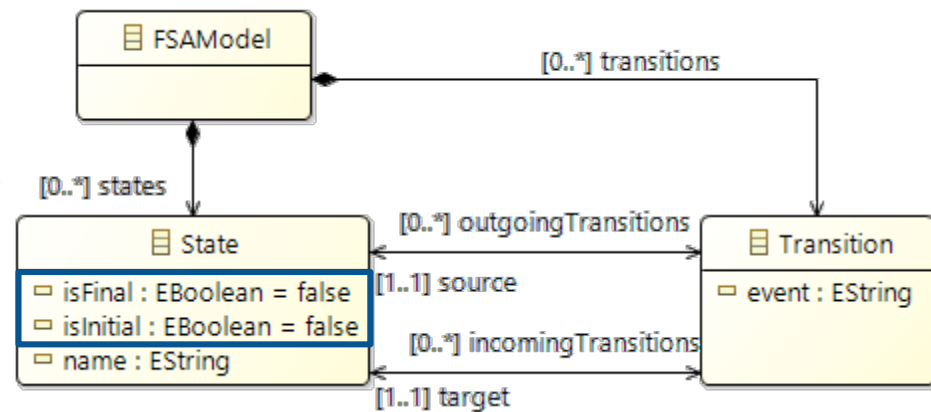 FSAModel
[0..*] transitions
[0..*] states
State
isFinal : EBoolean = false
isInitial : EBoolean = false
name : EString
[0..*] outgoingTransitions
[1..1] source
[0..*] incomingTransitions
[1..1] target
Transition
event : EString